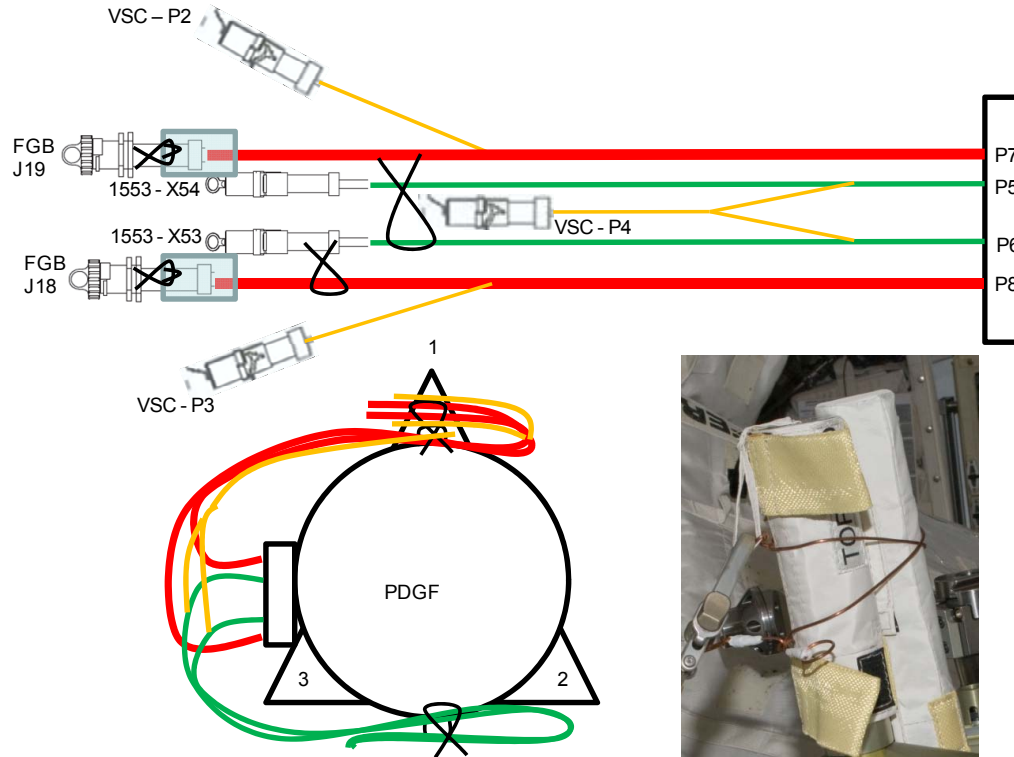 VSC – P2
FGB
J19
P7
1553 - X54
P5
VSC - P4
1553 - X53
P6
FGB
J18
P8
VSC - P3
1
PDGF
3
2